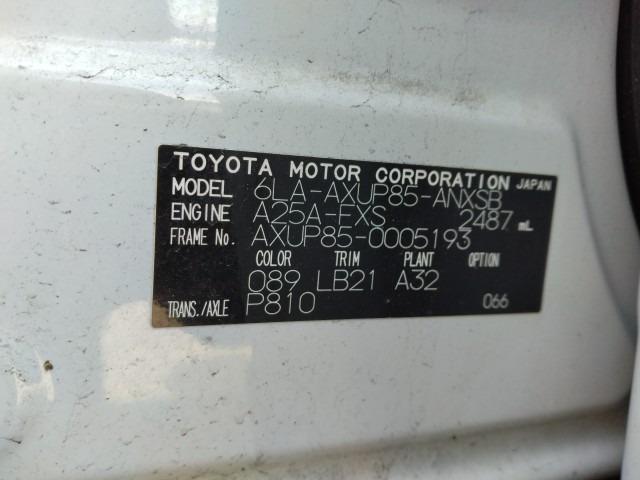 TOYOTA MOTOR CORPORATION JAPAN
MODEL 6LA-AXUP85-ANXSB
ENGINE A25A-FXS 2487 mL
FRAME No. AXUP85-0005193
COLOR TRIM PLANT OPTION
089 LB21 A32
TRANS./AXLE P810 066